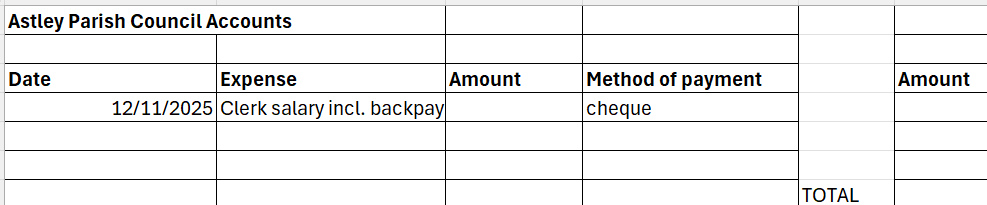 Astley Parish Council Accounts
Date Expense Amount Method of payment Amount
12/11/2025 Clerk salary incl. backpay cheque
TOTAL